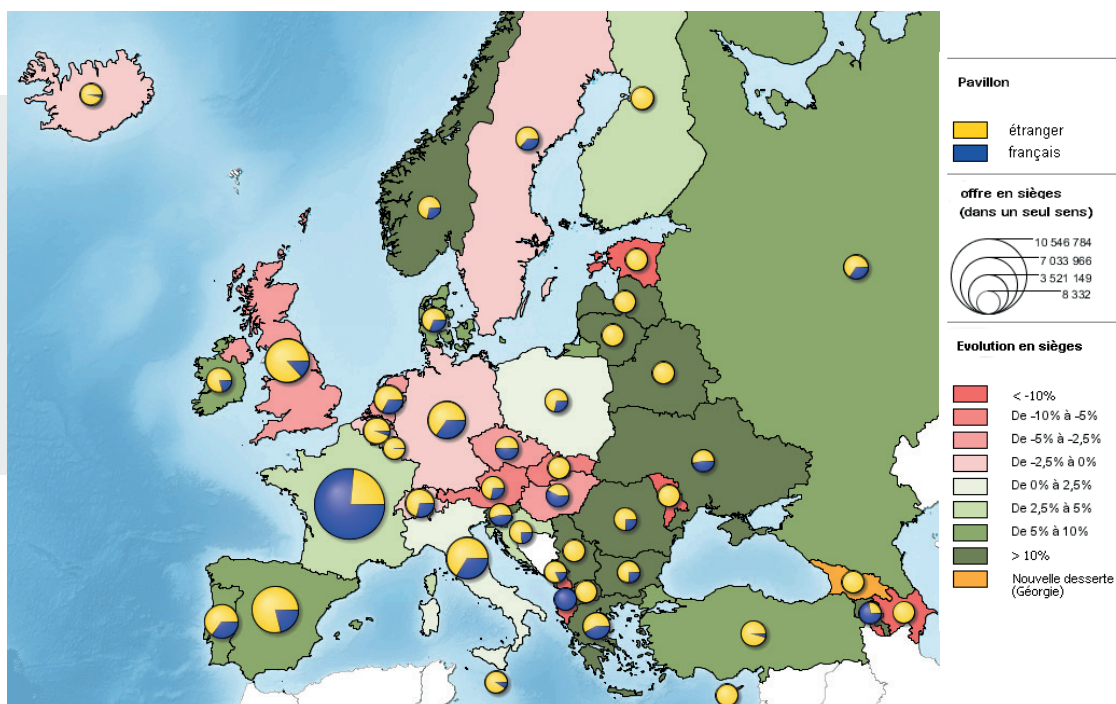 Pavillon
étranger
français
offre en sièges
(dans un seul sens)
10 546 784
7 033 966
3 521 149
8 332
Evolution en sièges
< -10%
De -10% à -5%
De -5% à -2,5%
De -2,5% à 0%
De 0% à 2,5%
De 2,5% à 5%
De 5% à 10%
> 10%
Nouvelle desserte
(Géorgie)